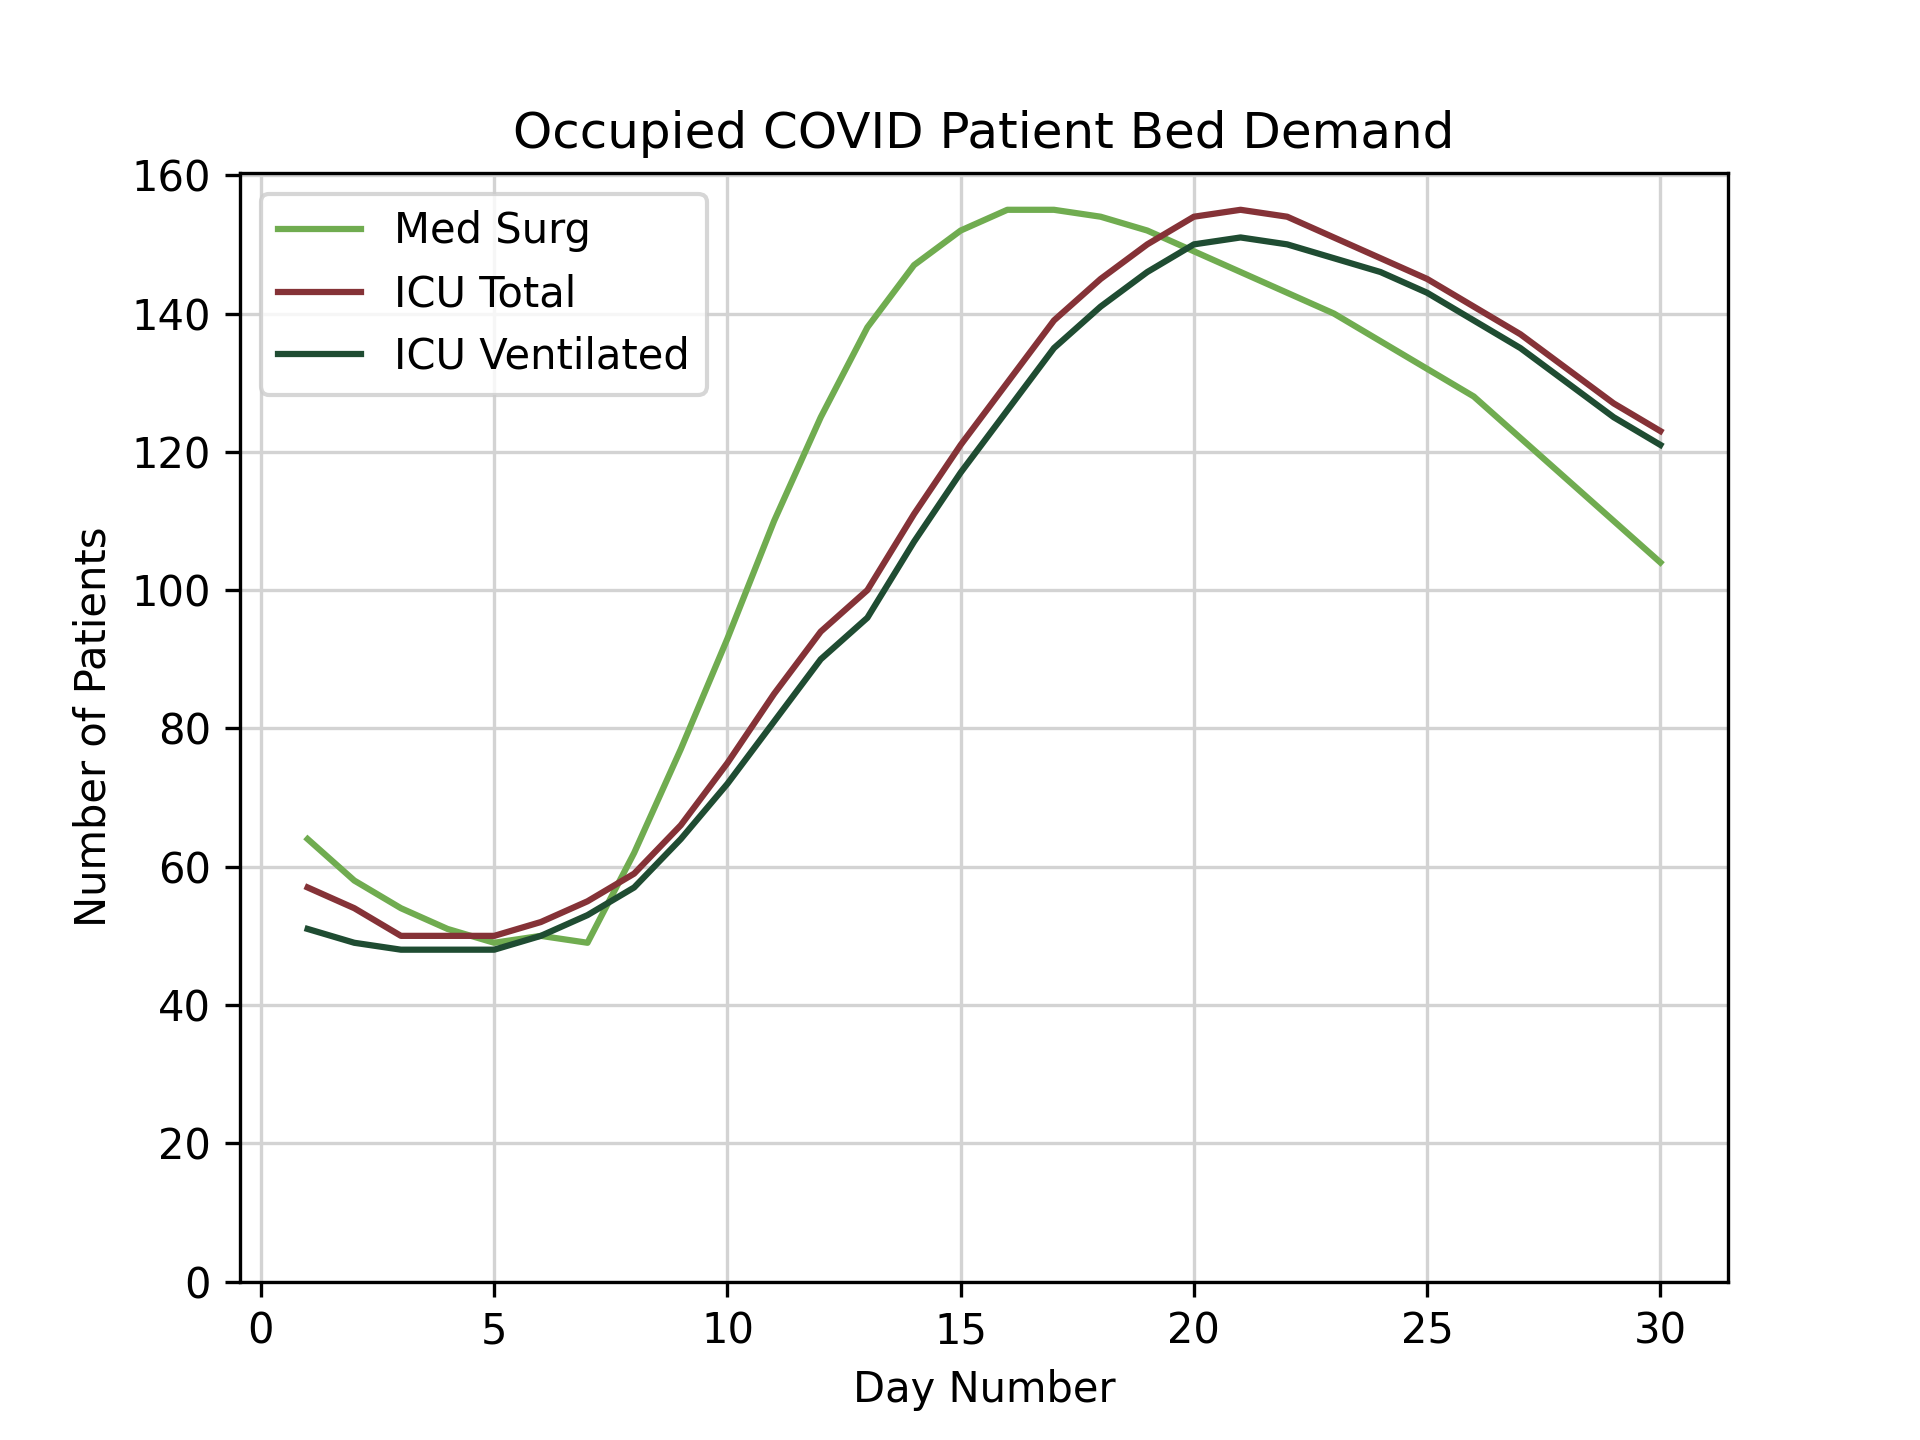 Occupied COVID Patient Bed Demand
Med Surg
ICU Total
ICU Ventilated
Number of Patients
160
140
120
100
80
60
40
20
0
0 5 10 15 20 25 30
Day Number